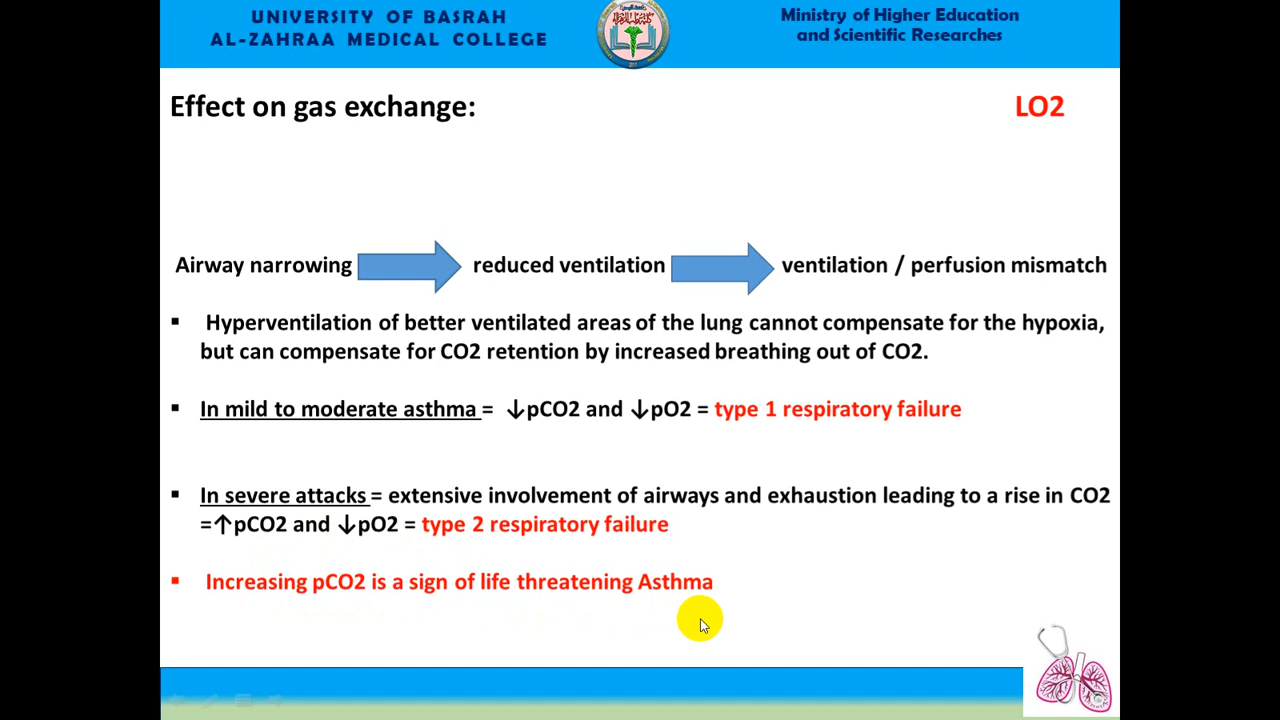 UNIVERSITY OF BASRAH
AL-ZAHRAA MEDICAL COLLEGE
Ministry of Higher Education
and Scientific Researches
Effect on gas exchange:
LO2
Airway narrowing reduced ventilation ventilation / perfusion mismatch
▪ Hyperventilation of better ventilated areas of the lung cannot compensate for the hypoxia,
but can compensate for CO2 retention by increased breathing out of CO2.
▪ In mild to moderate asthma = ↓pCO2 and ↓pO2 = type 1 respiratory failure
▪ In severe attacks = extensive involvement of airways and exhaustion leading to a rise in CO2
=↑pCO2 and ↓pO2 = type 2 respiratory failure
▪ Increasing pCO2 is a sign of life threatening Asthma